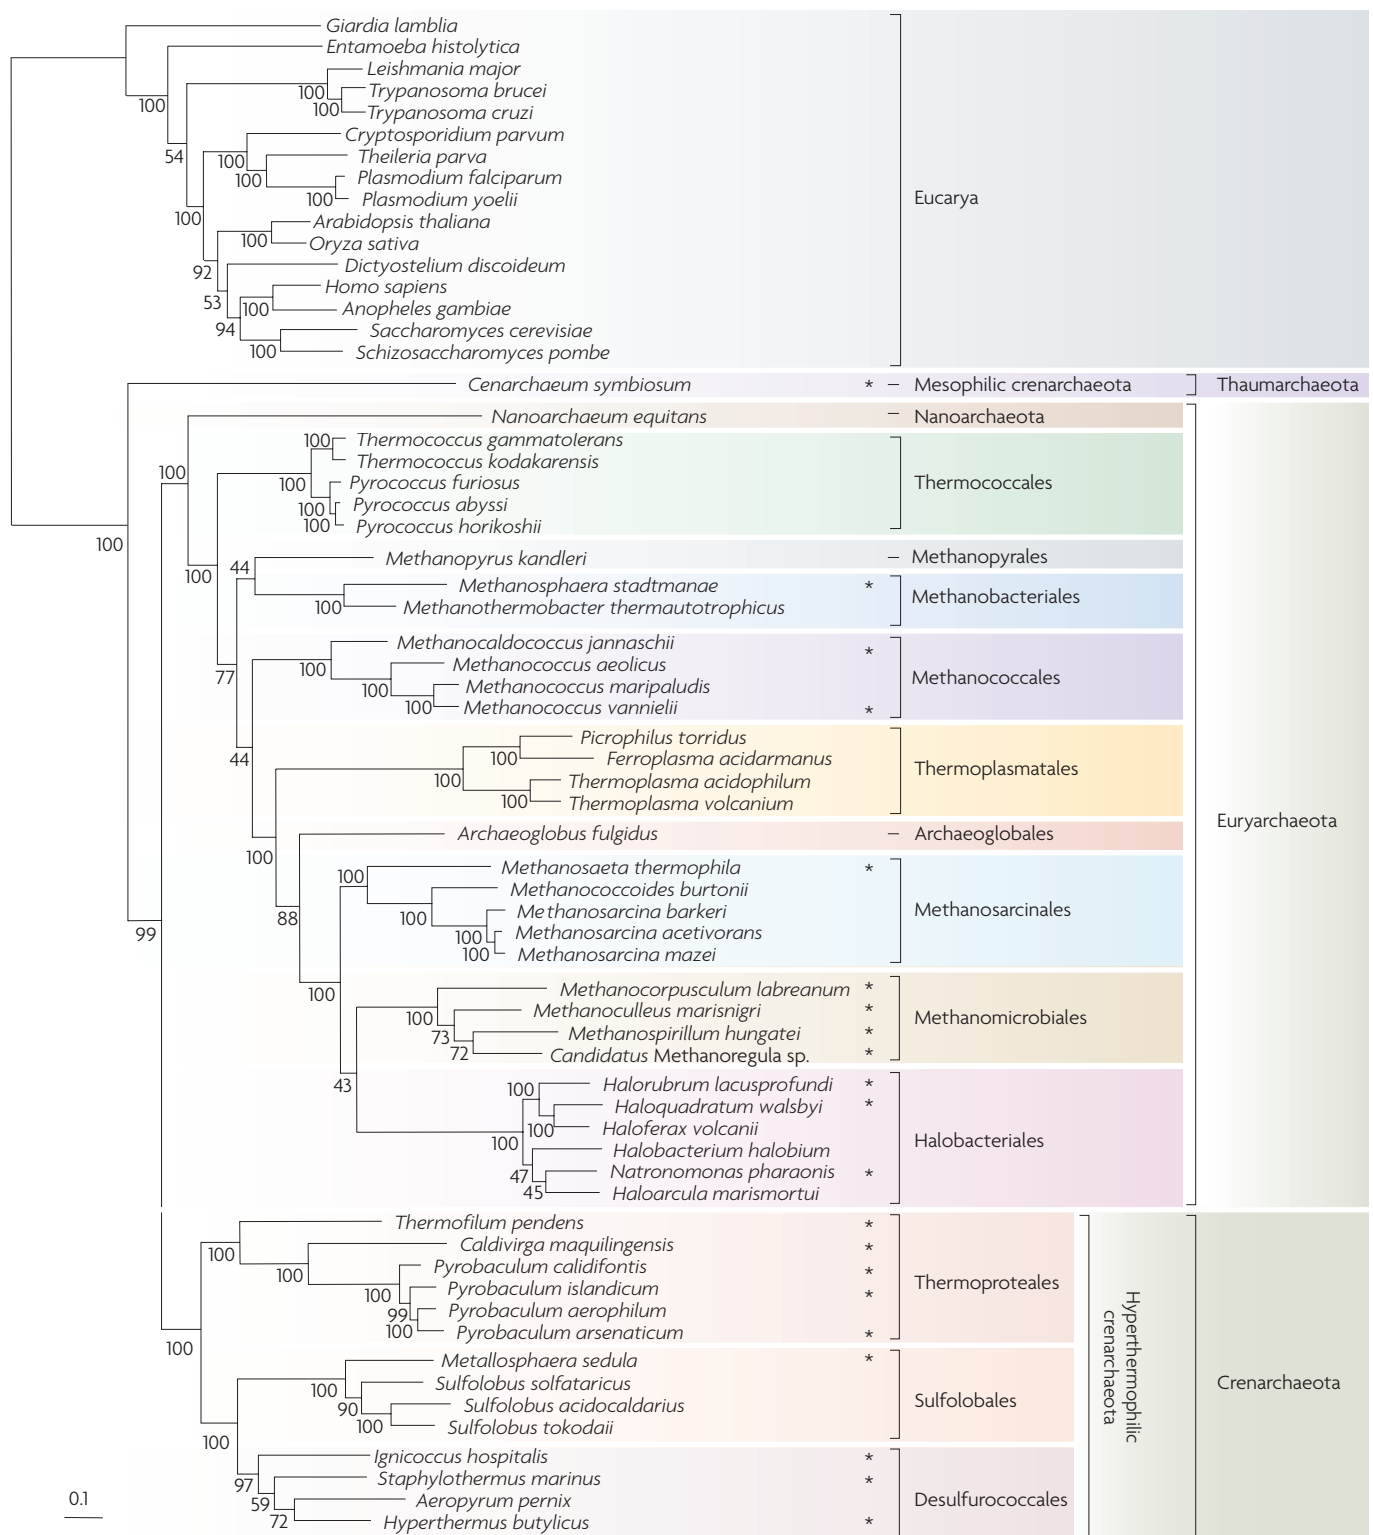 Giardia lamblia
Entamoeba histolytica
Leishmania major
100
Trypanosoma brucei
100
100
Trypanosoma cruzi
Cryptosporidium parvum
54
100
Theileria parva
100
Plasmodium falciparum
100
Plasmodium yoelii
Eucarya
100
Arabidopsis thaliana
100
Oryza sativa
92
Dictyostelium discoideum
Homo sapiens
53
100
Anopheles gambiae
94
Saccharomyces cerevisiae
100
Schizosaccharomyces pombe
Cenarchaeum symbiosum * Mesophilic crenarchaeota Thaumarchaeota
Nanoarchaeum equitans Nanoarchaeota
100
Thermococcus gammatolerans
Thermococcus kodakarensis
100
100
Pyrococcus furiosus
Thermococcales
100
Pyrococcus abyssi
100
Pyrococcus horikoshii
100
Methanopyrus kandleri Methanopyrales
100
44
Methanosphaera stadtmanae *
Methanobacteriales
100
Methanothermobacter thermautotrophicus
Methanocaldococcus jannaschii
*
100
Methanococcus aeolicus
77
Methanococcales
100
Methanococcus maripaludis
100
Methanococcus vannielii *
Picrophilus torridus
44
100
Ferroplasma acidarmanus
Thermoplasmatales
100
Thermoplasma acidophilum
100
Thermoplasma volcanium
Euryarchaeota
Archaeoglobus fulgidus Archaeoglobales
100
Methanosaeta thermophila *
100
Methanococcoides burtonii
88
100
Methanosarcina barkeri
Methanosarcinales
99
100
Methanosarcina acetivorans
100
Methanosarcina mazei
100
Methanocorpusculum labreanum *
Methanoculleus marisnigri *
100
Methanomicrobiales
73
Methanospirillum hungatei *
72
Candidatus Methanoregula sp. *
43
100
Halorubrum lacusprofundi *
Haloquadratum walsbyi *
100
Haloferax volcanii
100
Halobacteriales
Halobacterium halobium
47
Natronomonas pharaonis *
45
Haloarcula marismortui
Thermofilum pendens *
100
Caldivirga maquilingensis *
100
Pyrobaculum calidifontis *
Thermoproteales
100
Pyrobaculum islandicum *
99
Pyrobaculum aerophilum
100
Pyrobaculum arsenaticum *
100
Hyperthermophilic
crenarchaeota
Metallosphaera sedula *
100
Sulfolobus solfataricus
Crenarchaeota
90
Sulfolobus acidocaldarius
Sulfolobales
100
Sulfolobus tokodaii
100
Ignicoccus hospitalis *
97
Staphylothermus marinus *
59
Aeropyrum pernix
Desulfurococcales
0.1
72
Hyperthermus butylicus *